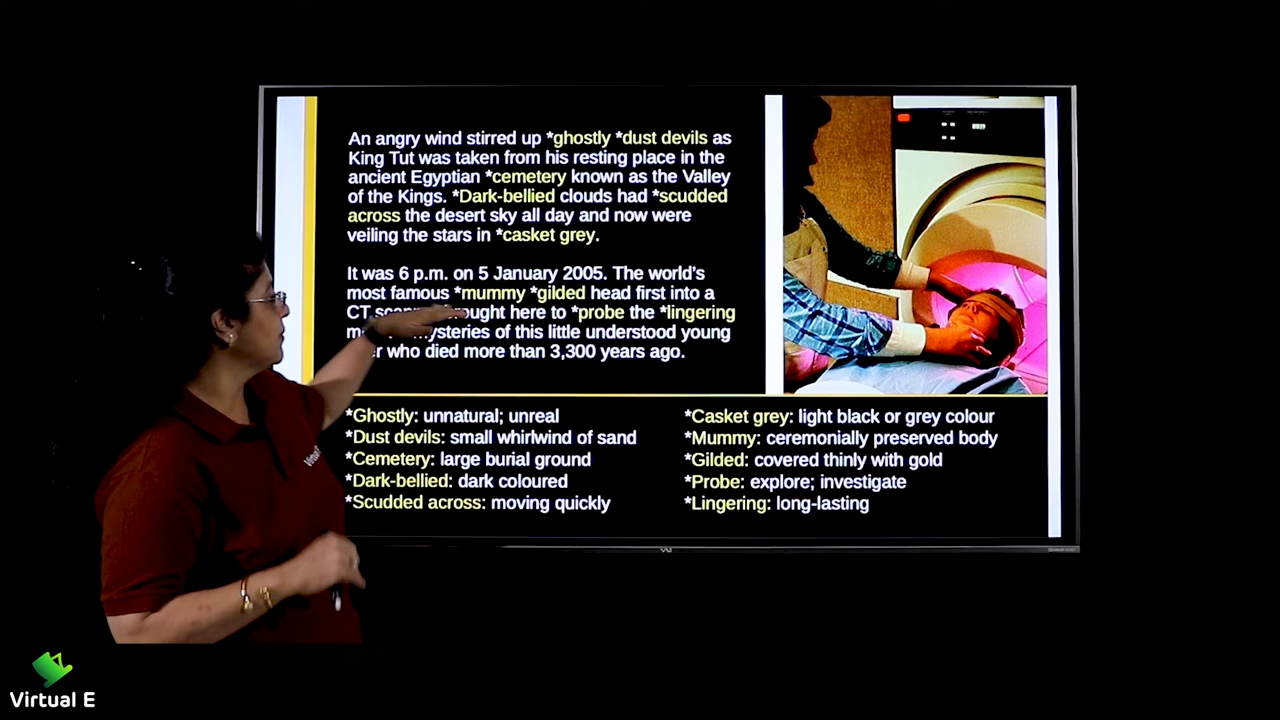 An angry wind stirred up *ghostly *dust devils as
King Tut was taken from his resting place in the
ancient Egyptian *cemetery known as the Valley
of the Kings. *Dark-bellied clouds had *scudded
across the desert sky all day and now were
veiling the stars in *casket grey.
It was 6 p.m. on 5 January 2005. The world's
most famous *mummy *gilded head first into a
CT here to *probe the *lingering
of this little understood young
who died more than 3,300 years ago.
*Ghostly: unnatural; unreal
*Dust devils: small whirlwind of sand
*Cemetery: large burial ground
*Dark-bellied: dark coloured
*Scudded across: moving quickly
*Casket grey: light black or grey colour
*Mummy: ceremonially preserved body
*Gilded: covered thinly with gold
*Probe: explore; investigate
*Lingering: long-lasting
Virtual E